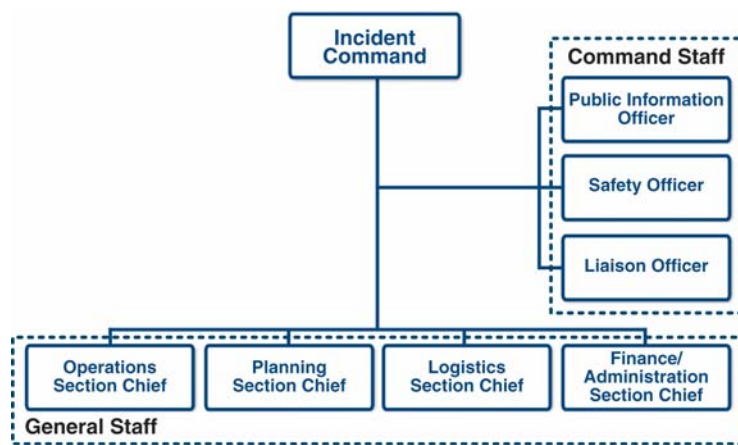 Incident
Command
Command Staff
Public Information
Officer
Safety Officer
Liaison Officer
Operations
Section Chief
Planning
Section Chief
Logistics
Section Chief
Finance/
Administration
Section Chief
General Staff